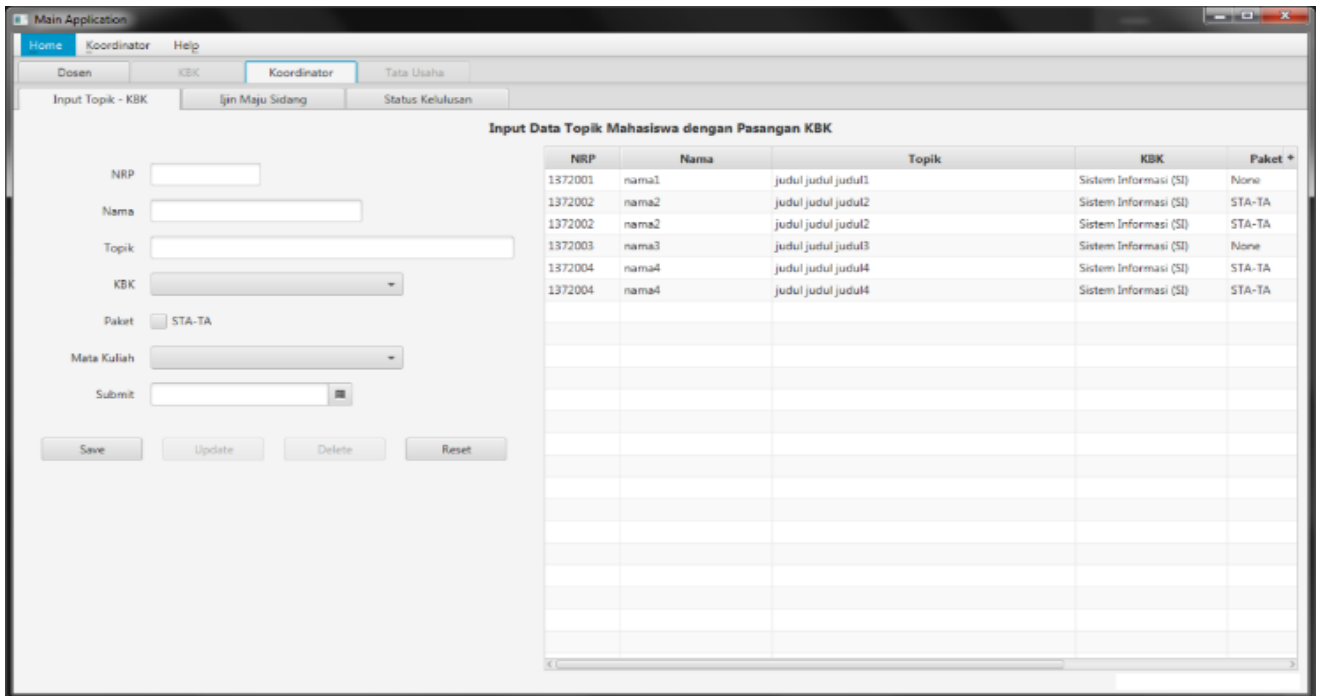 Main Application
Home Koordinator Help
Dosen KBK Koordinator Tata Usaha
Input Topik - KBK Ijin Maju Sidang Status Kelulusan
Input Data Topik Mahasiswa dengan Pasangan KBK
NRP
Nama
Topik
KBK
Paket STA-TA
Mata Kuliah
Submit
Save Update Delete Reset
NRP Nama Topik KBK Paket +
1372001 nama1 judul judul judul1 Sistem Informasi (SI) None
1372002 nama2 judul judul judul2 Sistem Informasi (SI) STA-TA
1372002 nama2 judul judul judul2 Sistem Informasi (SI) STA-TA
1372003 nama3 judul judul judul3 Sistem Informasi (SI) None
1372004 nama4 judul judul judul4 Sistem Informasi (SI) STA-TA
1372004 nama4 judul judul judul4 Sistem Informasi (SI) STA-TA